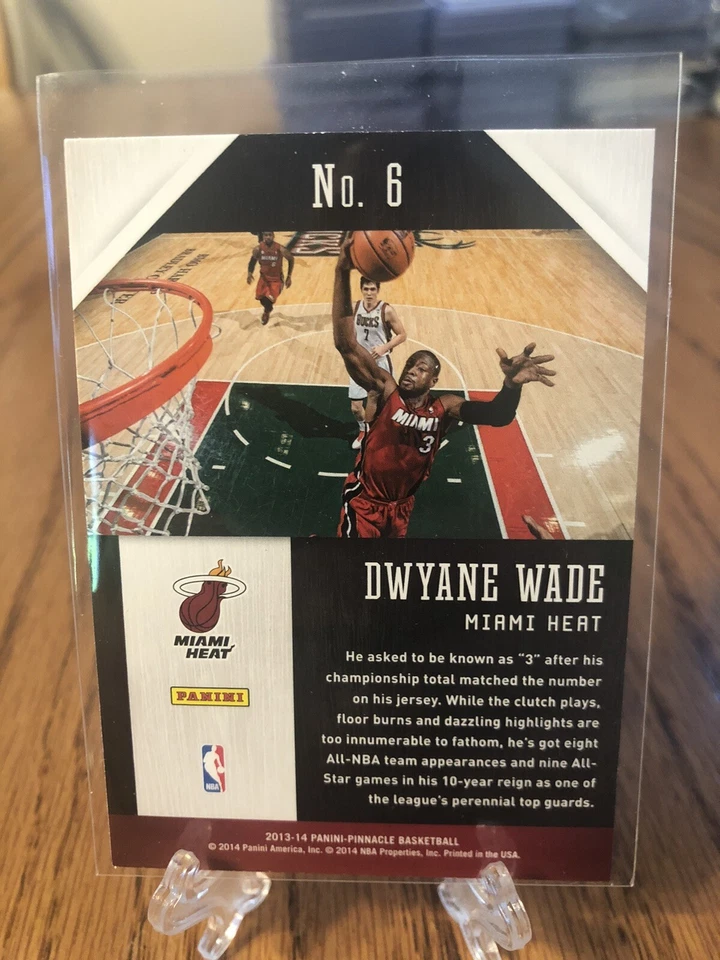 No. 6
BUCKS
7
MIAMI
3
DWYANE WADE
MIAMI HEAT
He asked to be known as "3" after his
championship total matched the number
on his jersey. While the clutch plays,
floor burns and dazzling highlights are
too innumerable to fathom, he's got eight
All-NBA team appearances and nine All-
Star games in his 10-year reign as one of
the league's perennial top guards.
MIAMI
HEAT
PANINI
NBA
2013-14 PANINI-PINNACLE BASKETBALL
© 2014 Panini America, Inc. © 2014 NBA Properties, Inc. Printed in the USA.